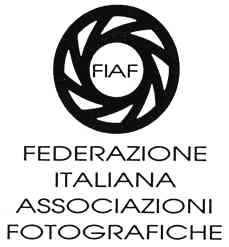 FIAF
FEDERAZIONE
ITALIANA
ASSOCIAZIONI
FOTOGRAFICHE